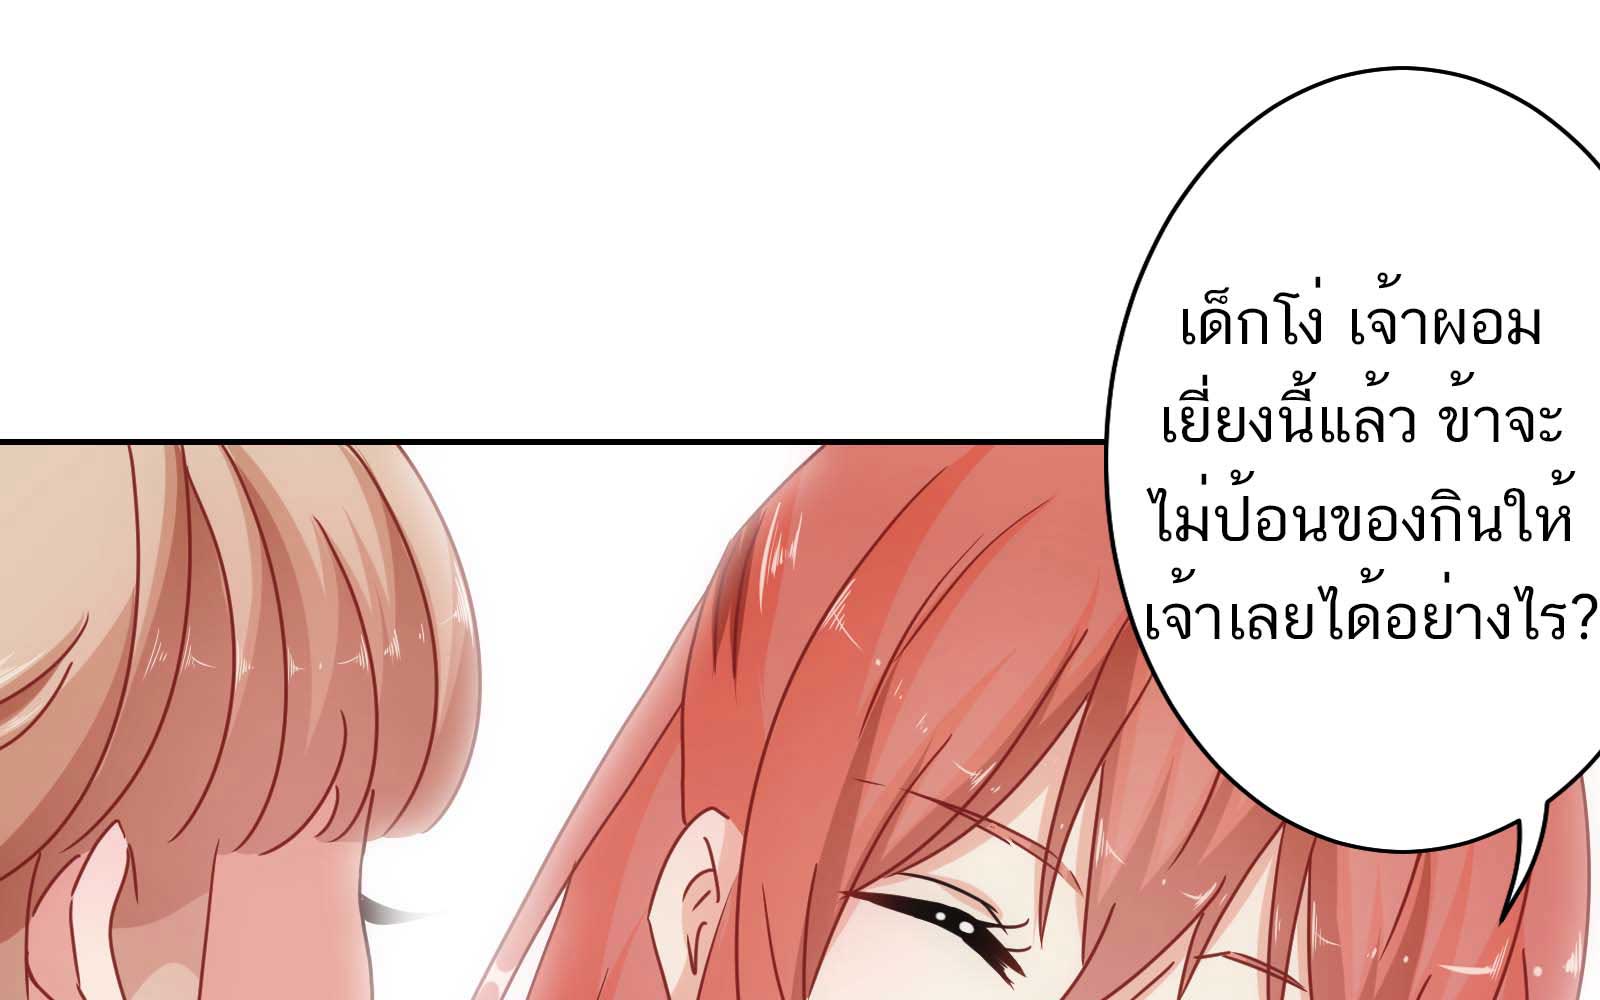 เด็กโง่ เจ้าผอม
เยี่ยงนี้แล้ว ข้าจะ
ไม่ป้อนของกินให้
เจ้าเลยได้อย่างไร?